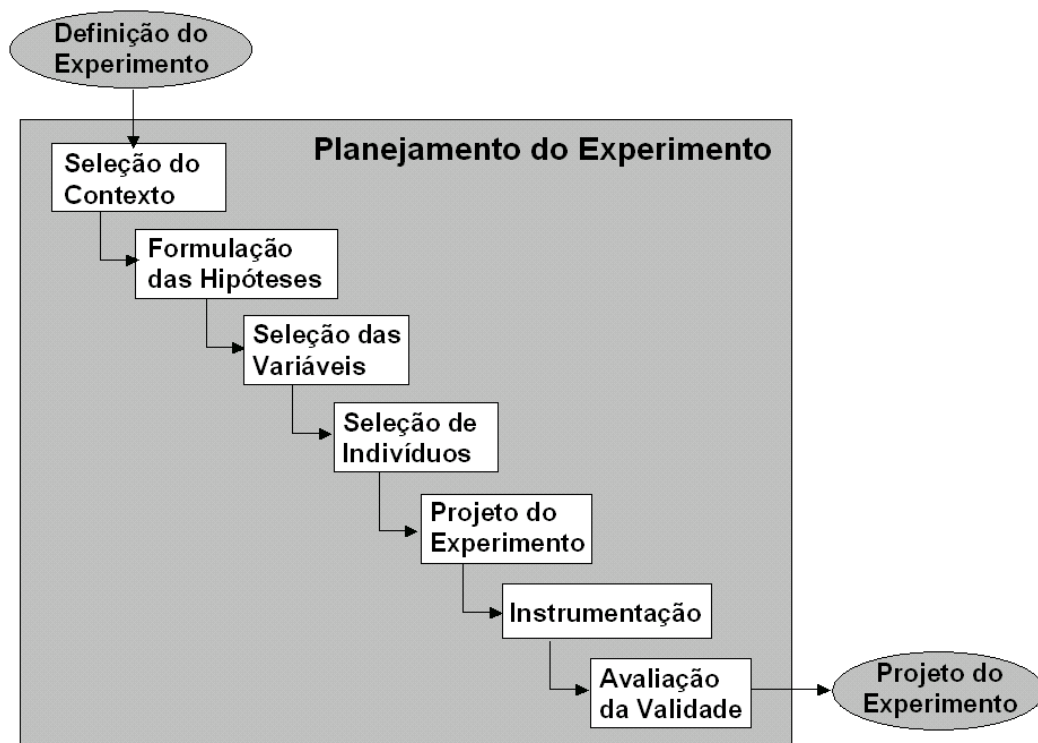 Definição do
Experimento
Planejamento do Experimento
Seleção do
Contexto
Formulação
das Hipóteses
Seleção das
Variáveis
Seleção de
Indivíduos
Projeto do
Experimento
Instrumentação
Avaliação
da Validade
Projeto do
Experimento